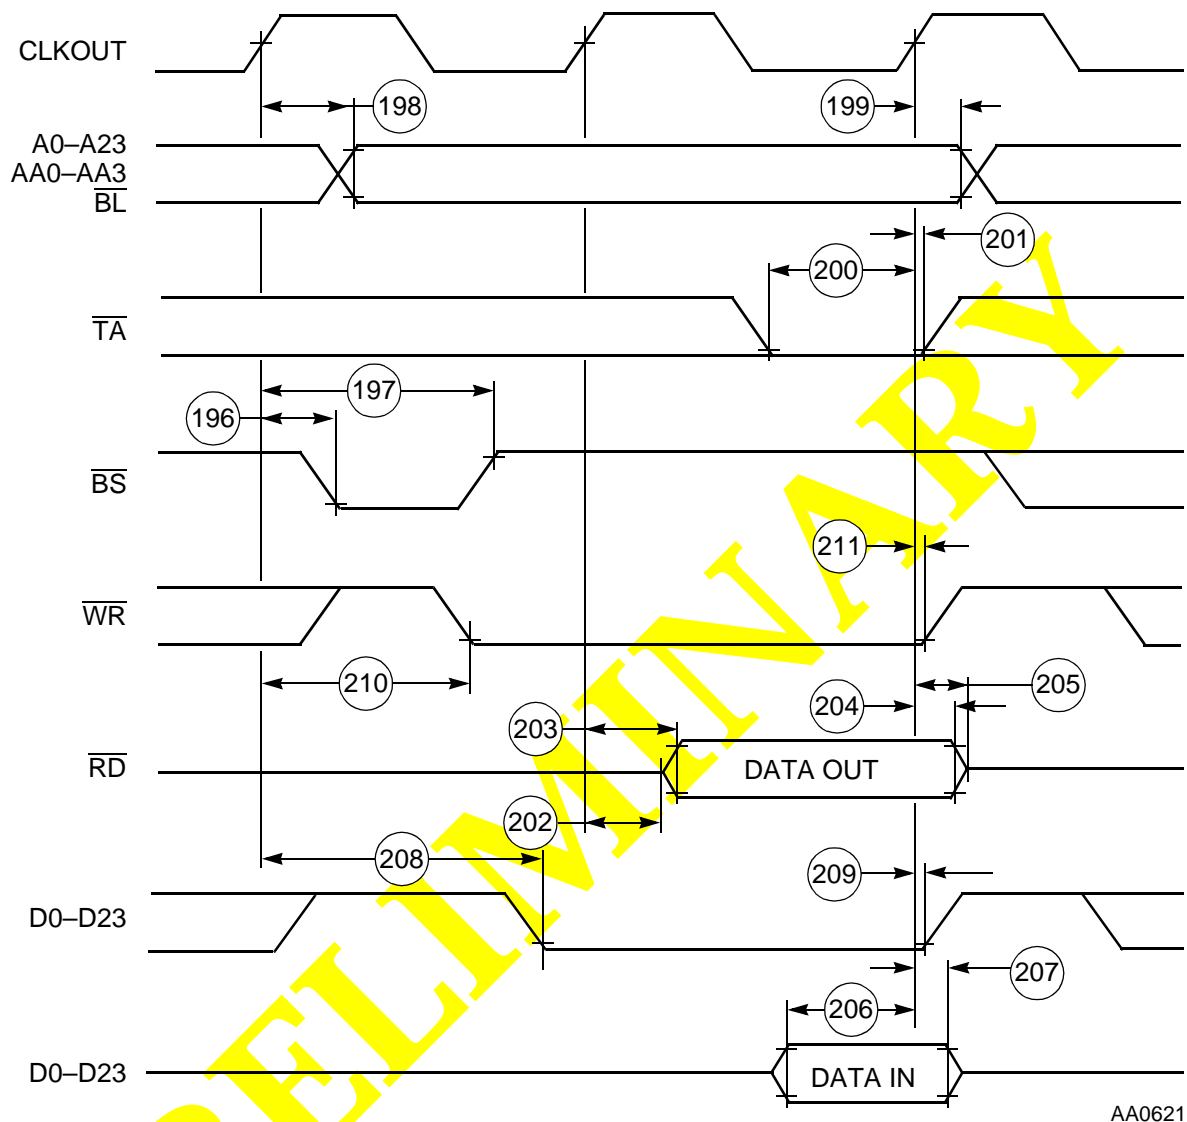 CLKOUT
198
199
A0–A23
AA0–AA3
BL
201
200
TA
197
196
BS
211
WR
210
205
204
203
RD
DATA OUT
202
208
209
D0–D23
207
206
D0–D23
DATA IN
AA0621
PRELIMINARY